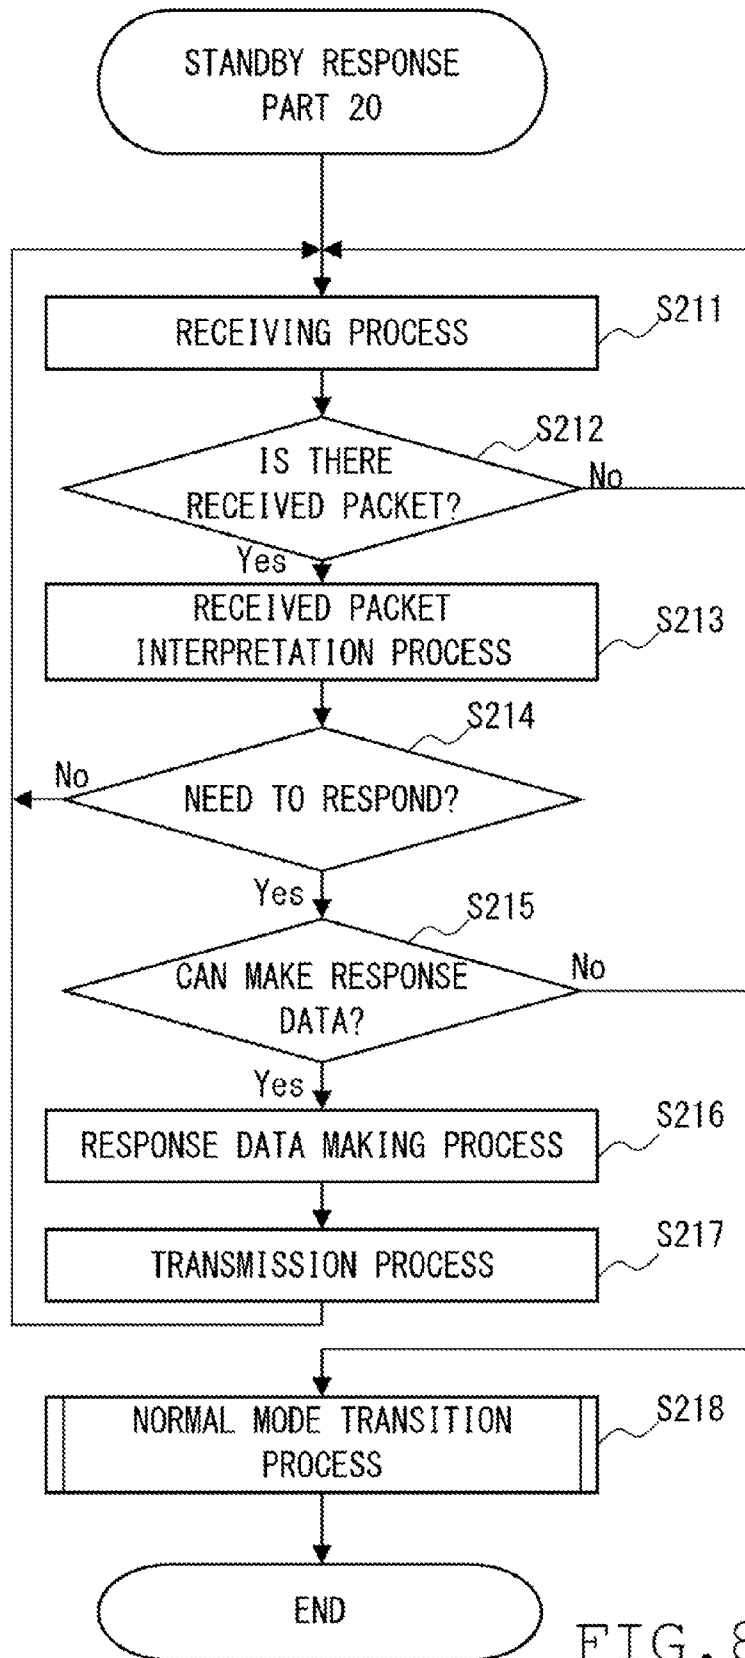 STANDBY RESPONSE
PART 20
RECEIVING PROCESS
S211
IS THERE
RECEIVED PACKET?
S212
No
Yes
RECEIVED PACKET
INTERPRETATION PROCESS
S213
NEED TO RESPOND?
S214
No
Yes
CAN MAKE RESPONSE
DATA?
S215
No
Yes
RESPONSE DATA MAKING PROCESS
S216
TRANSMISSION PROCESS
S217
NORMAL MODE TRANSITION
PROCESS
S218
END
FIG.8